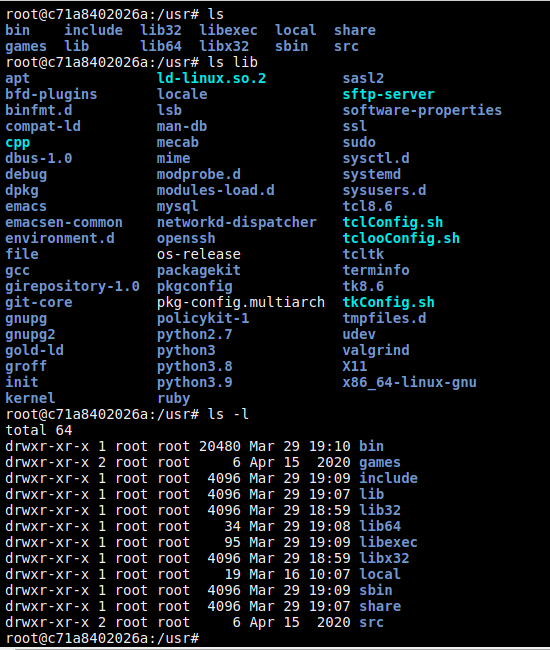 root@c71a8402026a:/usr# ls
bin    include  lib32  libexec  local  share
games  lib      lib64  libx32   sbin   src
root@c71a8402026a:/usr# ls lib
apt               ld-linux.so.2         sasl2
bfd-plugins       locale                sftp-server
binfmt.d          lsb                   software-properties
compat-ld         man-db                ssl
cpp               mecab                 sudo
dbus-1.0          mime                  sysctl.d
debug             modprobe.d            systemd
dpkg              modules-load.d        sysusers.d
emacs             mysql                 tcl8.6
emacsen-common    networkd-dispatcher   tclConfig.sh
environment.d     openssh               tclooConfig.sh
file              os-release            tcltk
gcc               packagekit            terminfo
girepository-1.0  pkgconfig             tk8.6
git-core          pkg-config.multiarch  tkConfig.sh
gnupg             policykit-1           tmpfiles.d
gnupg2            python2.7             udev
gold-ld           python3               valgrind
groff             python3.8             X11
init              python3.9             x86_64-linux-gnu
kernel            ruby
root@c71a8402026a:/usr# ls -l
total 64
drwxr-xr-x 1 root root 20480 Mar 29 19:10 bin
drwxr-xr-x 2 root root     6 Apr 15  2020 games
drwxr-xr-x 1 root root  4096 Mar 29 19:09 include
drwxr-xr-x 1 root root  4096 Mar 29 19:07 lib
drwxr-xr-x 1 root root  4096 Mar 29 18:59 lib32
drwxr-xr-x 1 root root    34 Mar 29 19:08 lib64
drwxr-xr-x 1 root root    95 Mar 29 19:09 libexec
drwxr-xr-x 1 root root  4096 Mar 29 18:59 libx32
drwxr-xr-x 1 root root    19 Mar 16 10:07 local
drwxr-xr-x 1 root root  4096 Mar 29 19:09 sbin
drwxr-xr-x 1 root root  4096 Mar 29 19:07 share
drwxr-xr-x 2 root root     6 Apr 15  2020 src
root@c71a8402026a:/usr#